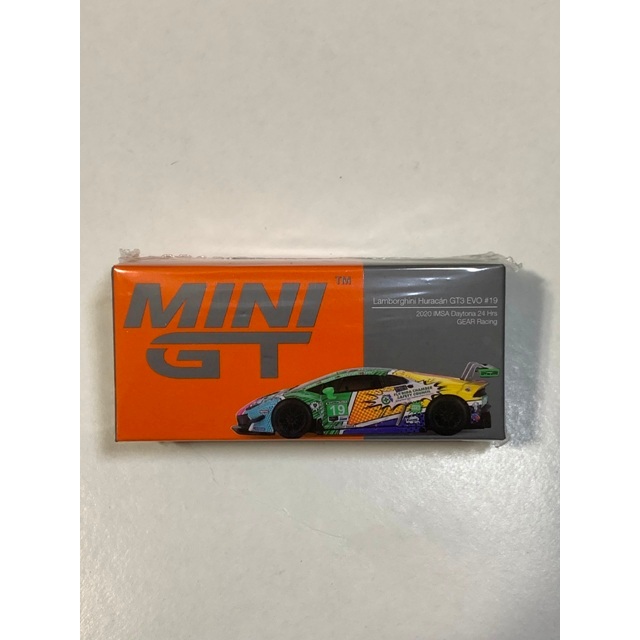 MINI
GT
TM
Lamborghini Huracán GT3 EVO #19
2020 IMSA Daytona 24 Hrs
GEAR Racing
19